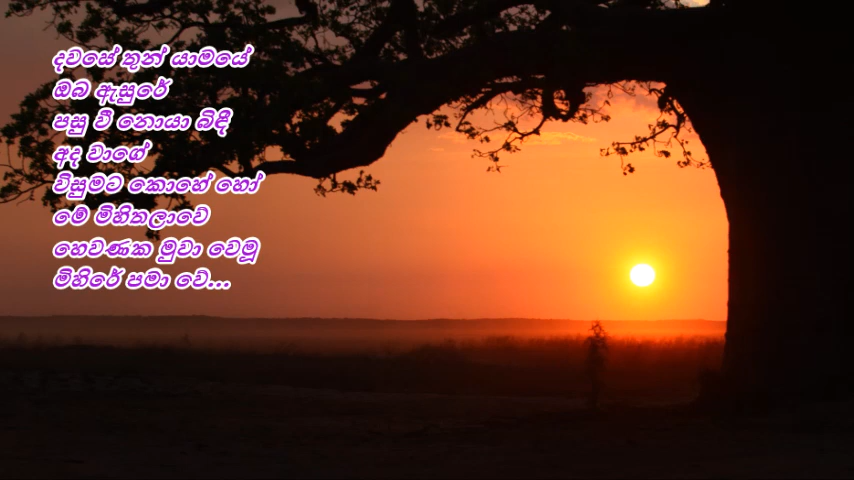 දවසේ තුන් යාමයේ
ඔබ ඇසුරේ
පසු වී නොයා බිඳී
අද වාගේ
විසුමට කොහේ හෝ
මේ මිහිතලාවේ
හෙවණක මුවා වෙමූ
මිහිරේ පමා වේ...